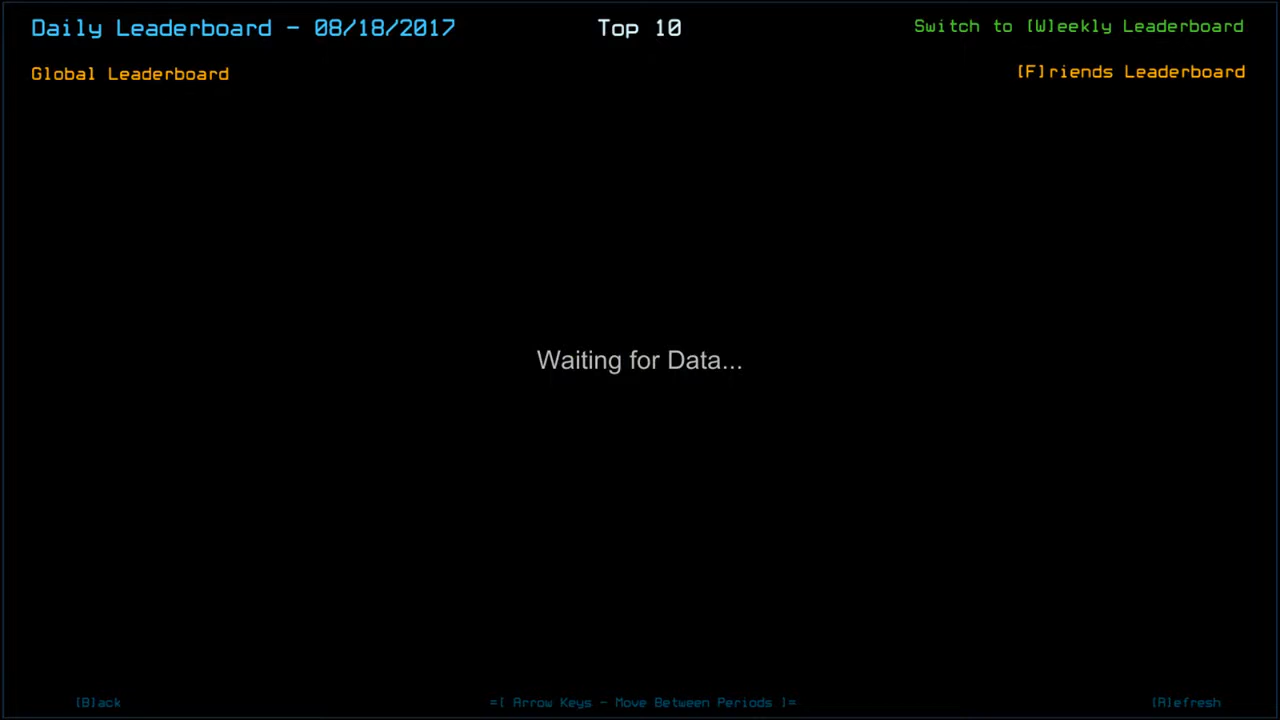 Daily Leaderboard - 08/18/2017
Top 10
Switch to [W]eekly Leaderboard
Global Leaderboard
[F]riends Leaderboard
Waiting for Data...
[B]ack
=[ Arrow Keys - Move Between Periods ]=
[R]efresh